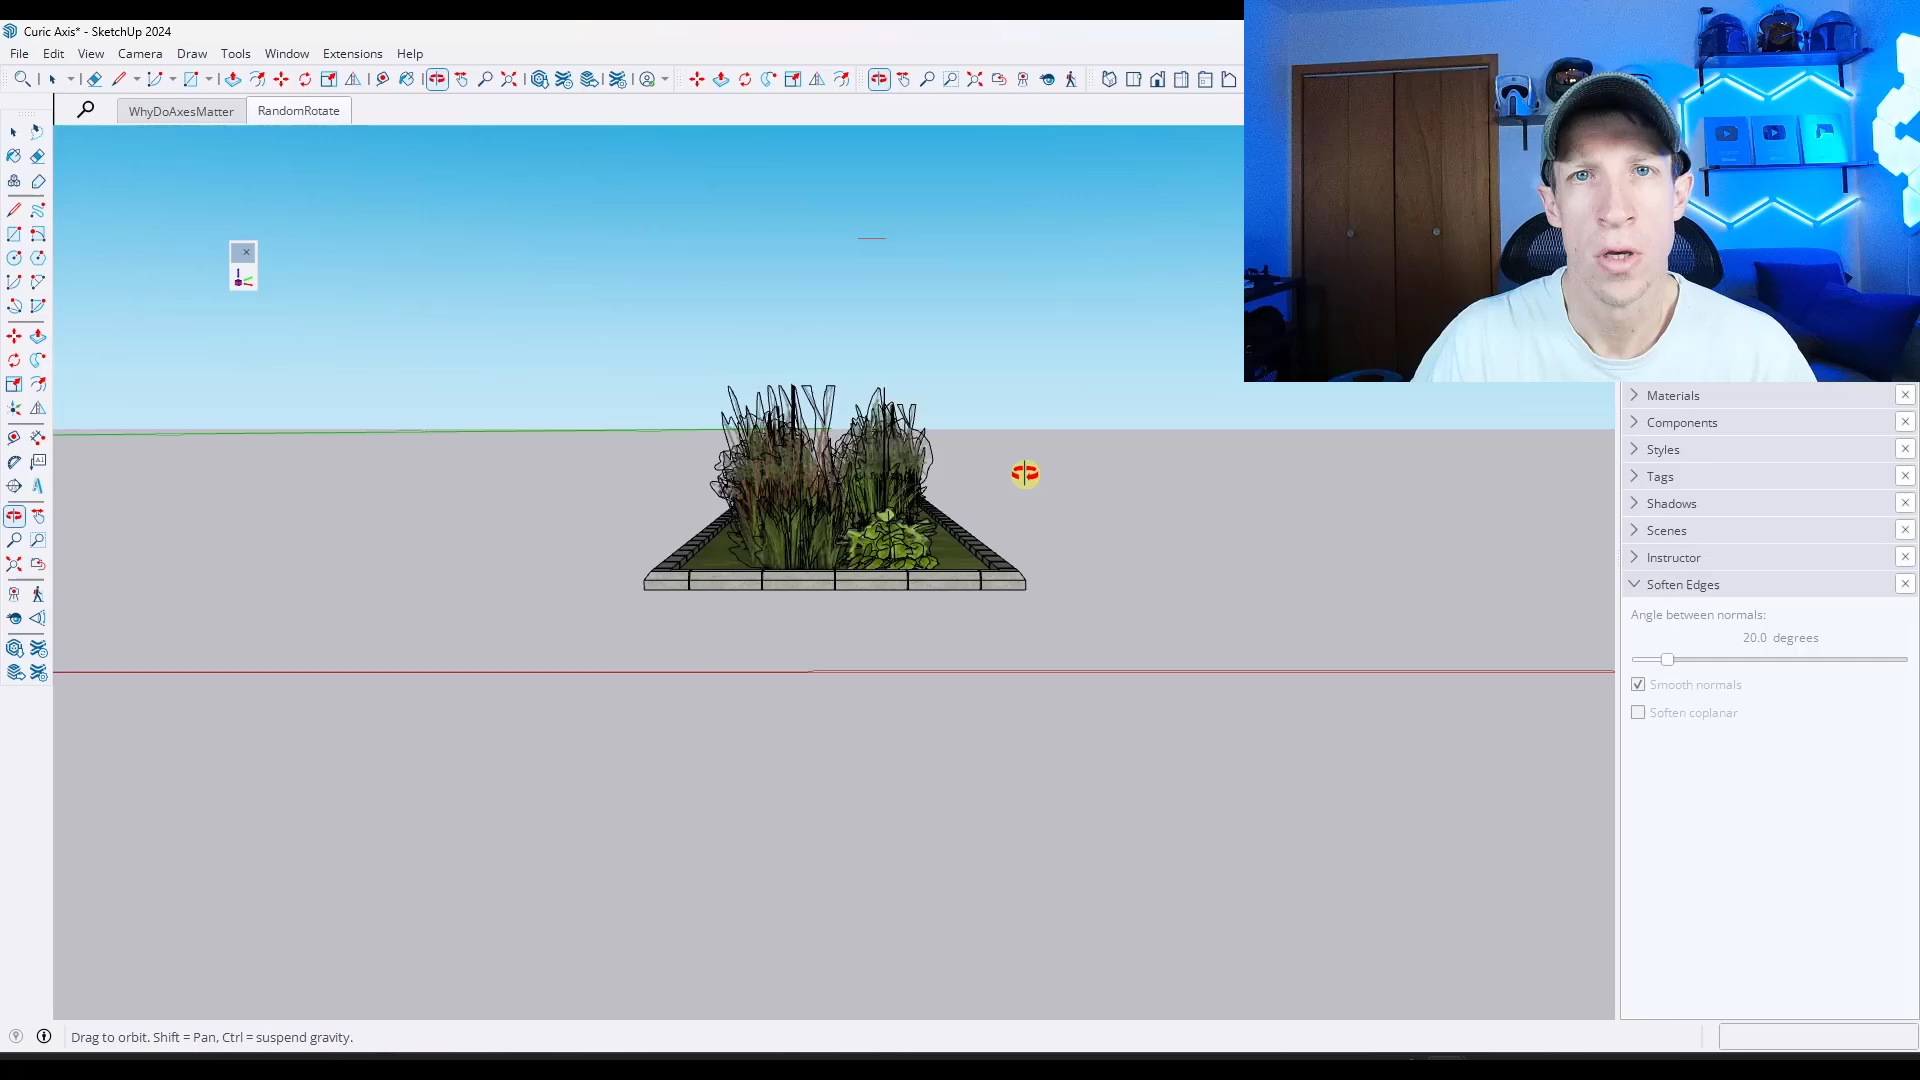 Curic Axis* - SketchUp 2024
File Edit View Camera Draw Tools Window Extensions Help
WhyDoAxesMatter RandomRotate
Materials
Components
Styles
Tags
Shadows
Scenes
Instructor
Soften Edges
Angle between normals:
20.0 degrees
Smooth normals
Soften coplanar
Drag to orbit. Shift = Pan, Ctrl = suspend gravity.